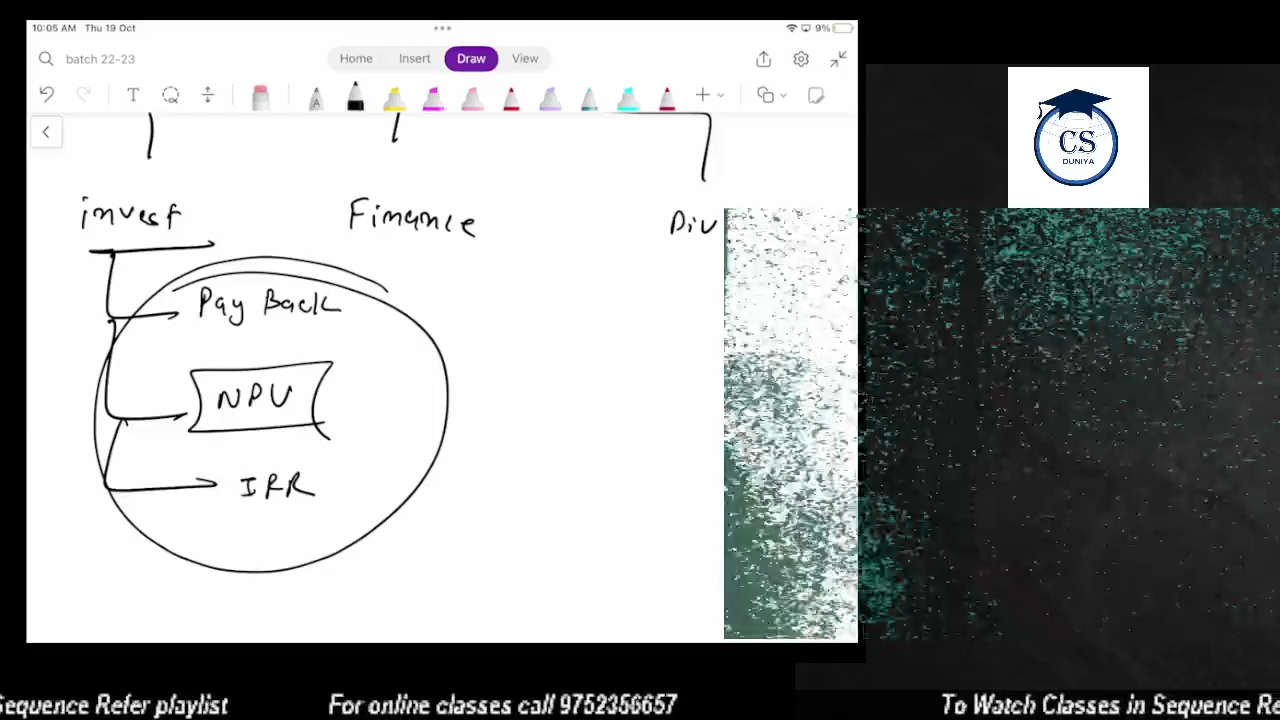 10:05 AM Thu 19 Oct
9%
batch 22-23
Home Insert Draw View
invest Finance Div
Pay Back
NPV
IRR
CS
DUNIYA
Sequence Refer playlist For online classes call 9752356657 To Watch Classes in Sequence Re